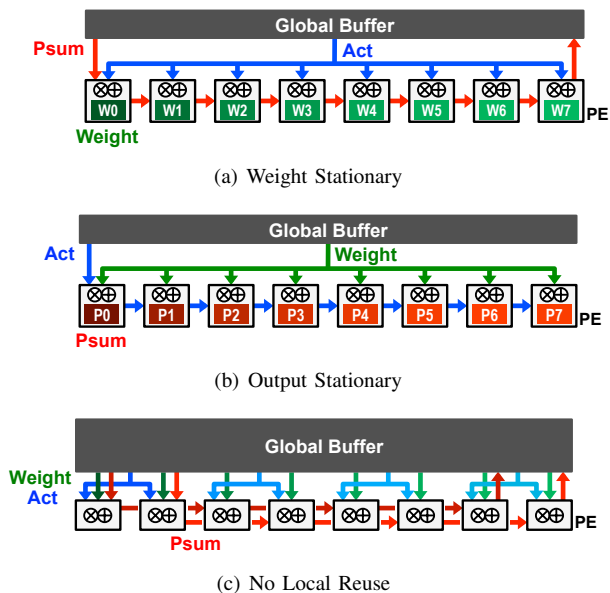 Global Buffer
Psum
Act
W0 W1 W2 W3 W4 W5 W6 W7
PE
Weight
(a) Weight Stationary
Global Buffer
Act
Weight
P0 P1 P2 P3 P4 P5 P6 P7
PE
Psum
(b) Output Stationary
Global Buffer
Weight
Act
PE
Psum
(c) No Local Reuse